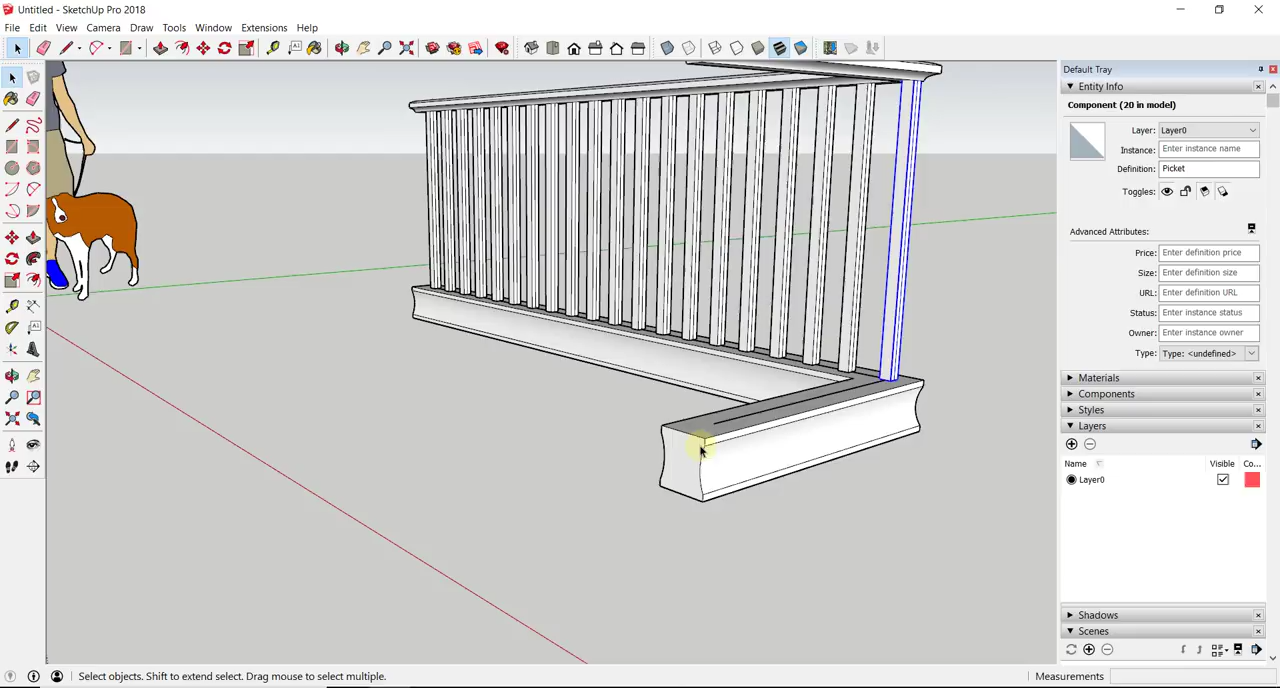 Untitled - SketchUp Pro 2018
File Edit View Camera Draw Tools Window Extensions Help
Default Tray
Entity Info
Component (20 in model)
Layer: Layer0
Instance: Enter instance name
Definition: Picket
Toggles:
Advanced Attributes:
Price: Enter definition price
Size: Enter definition size
URL: Enter definition URL
Status: Enter instance status
Owner: Enter instance owner
Type: Type: <undefined>
Materials
Components
Styles
Layers
Name Visible Co...
Layer0
Shadows
Scenes
Select objects. Shift to extend select. Drag mouse to select multiple.
Measurements